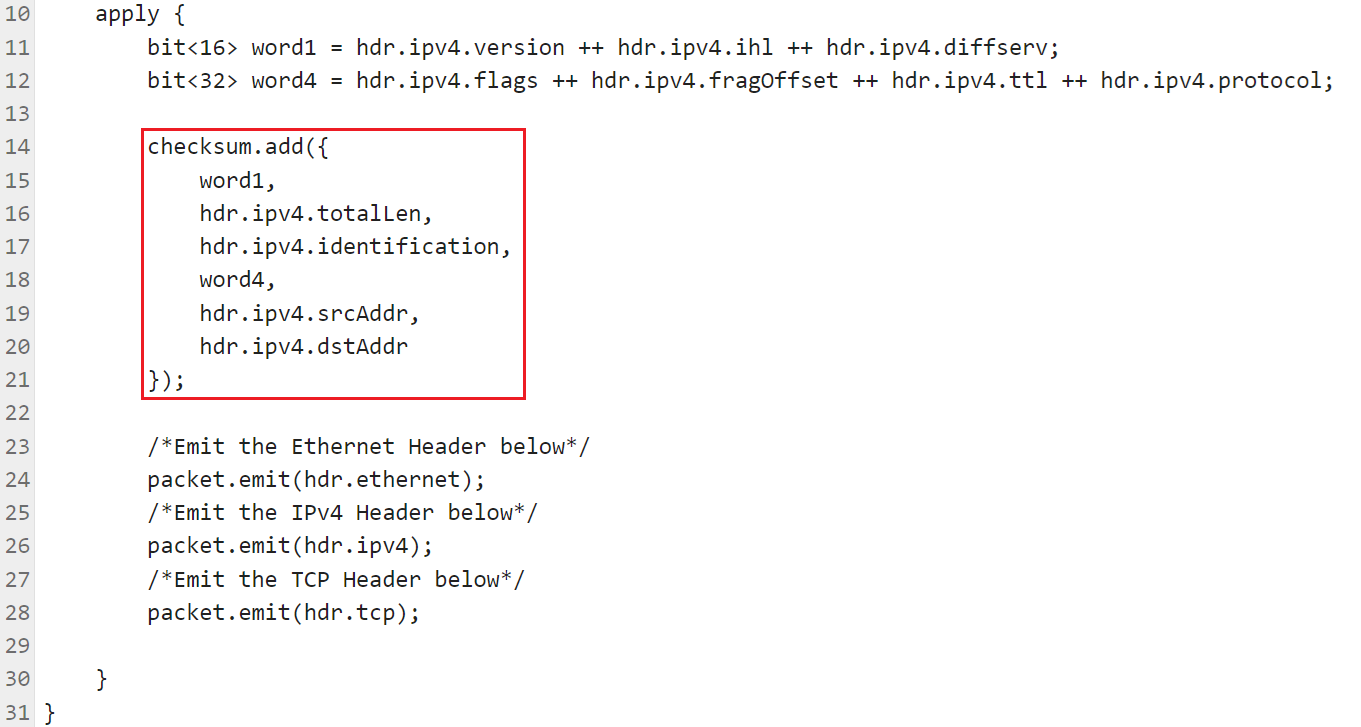 10     apply {
11         bit<16> word1 = hdr.ipv4.version ++ hdr.ipv4.ihl ++ hdr.ipv4.diffserv;
12         bit<32> word4 = hdr.ipv4.flags ++ hdr.ipv4.fragOffset ++ hdr.ipv4.ttl ++ hdr.ipv4.protocol;
13
14         checksum.add({
15             word1,
16             hdr.ipv4.totalLen,
17             hdr.ipv4.identification,
18             word4,
19             hdr.ipv4.srcAddr,
20             hdr.ipv4.dstAddr
21         });
22
23         /*Emit the Ethernet Header below*/
24         packet.emit(hdr.ethernet);
25         /*Emit the IPv4 Header below*/
26         packet.emit(hdr.ipv4);
27         /*Emit the TCP Header below*/
28         packet.emit(hdr.tcp);
29
30     }
31 }